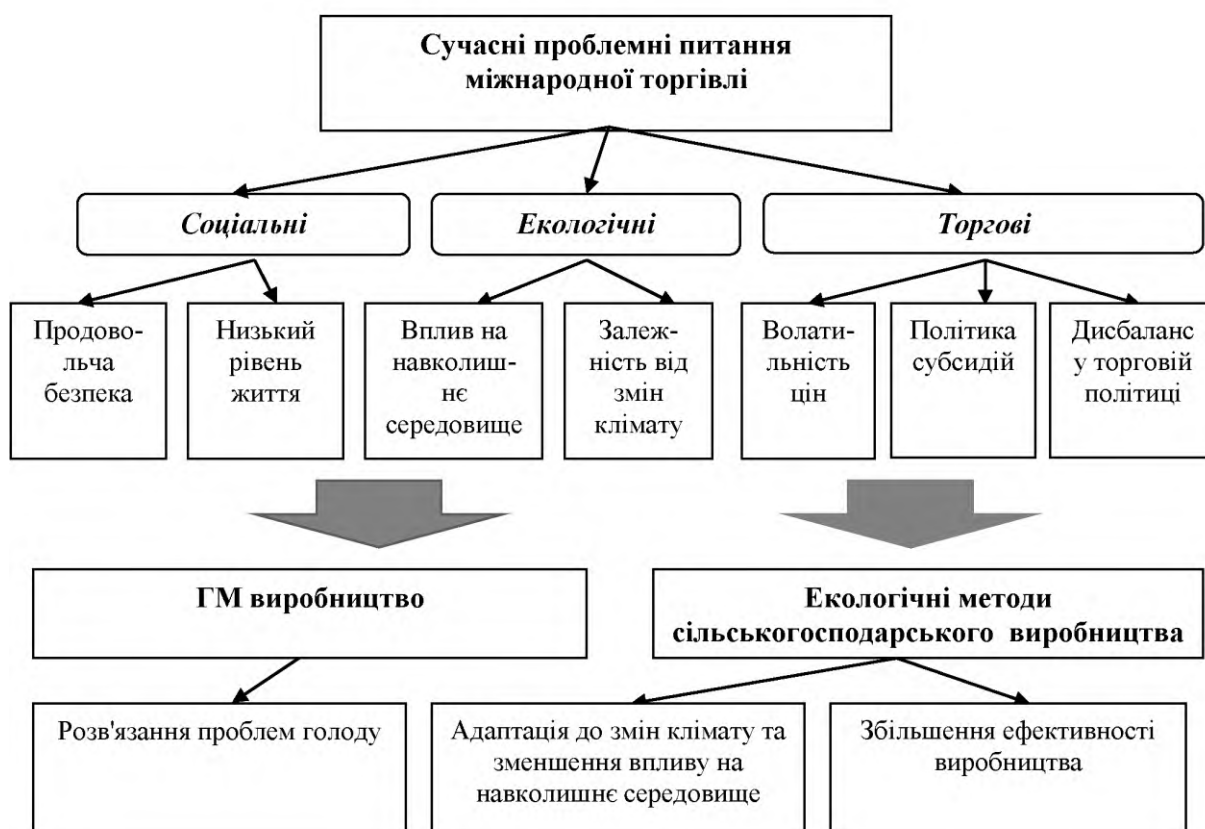 Сучасні проблемні питання
міжнародної торгівлі
Соціальні
Екологічні
Торгові
Продово-
льча
безпека
Низький
рівень
життя
Вплив на
навколиш-
нє
середовище
Залеж-
ність від
змін
клімату
Волати-
льність
цін
Політика
субсидій
Дисбаланс
у торговій
політиці
ГМ виробництво
Екологічні методи
сільськогосподарського виробництва
Розв'язання проблем голоду
Адаптація до змін клімату та
зменшення впливу на
навколишнє середовище
Збільшення ефективності
виробництва